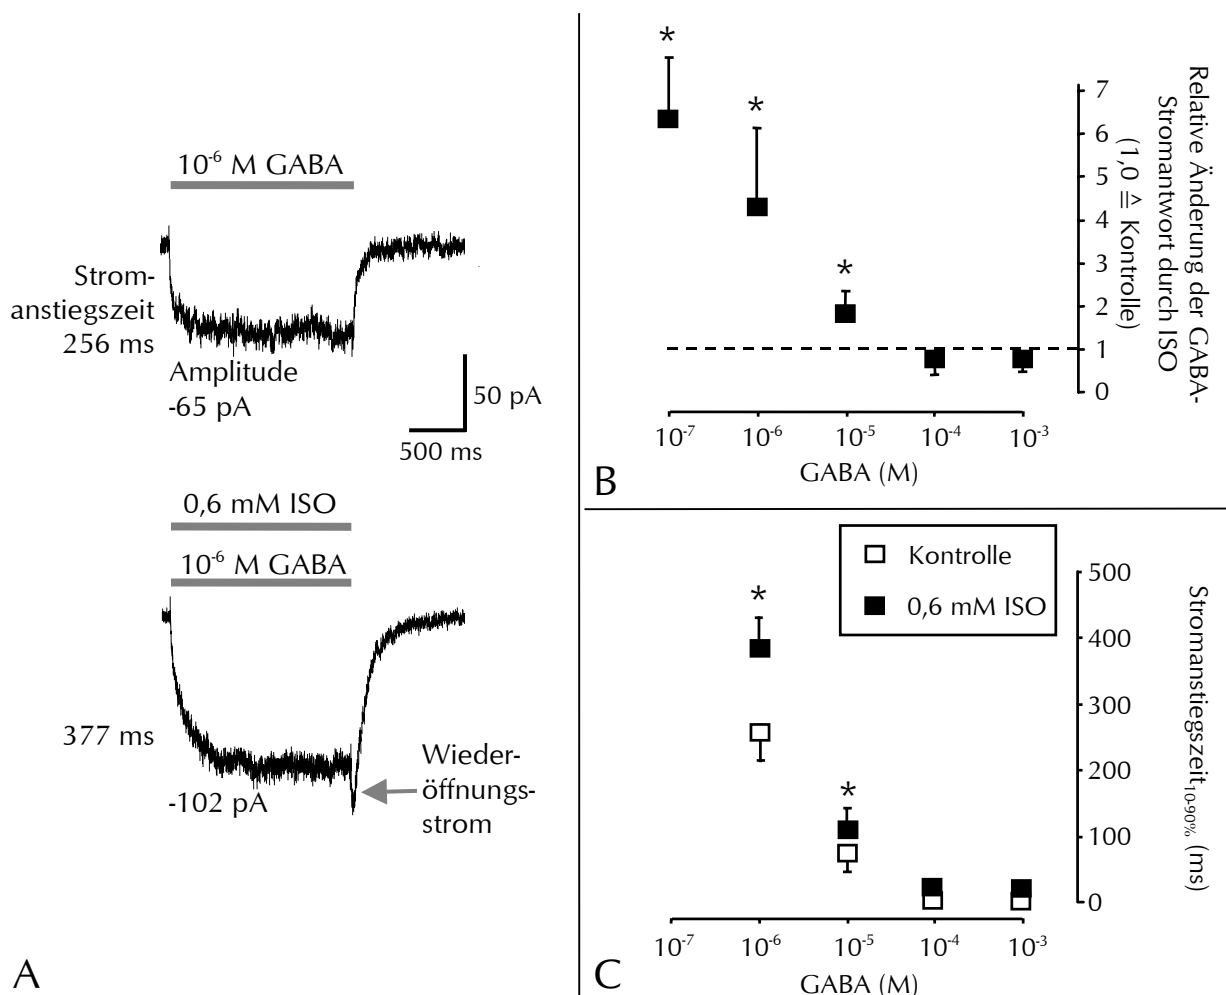 10⁻⁶ M GABA
Strom-
anstiegszeit
256 ms
Amplitude
-65 pA
50 pA
500 ms
0,6 mM ISO
10⁻⁶ M GABA
377 ms
-102 pA
Wieder-
öffnungs-
strom
A
*
*
*
7
6
5
4
3
2
1
0
Relative Änderung der GABA-
Stromantwort durch ISO
(1,0 ≙ Kontrolle)
10⁻⁷ 10⁻⁶ 10⁻⁵ 10⁻⁴ 10⁻³
GABA (M)
B
Kontrolle
0,6 mM ISO
*
*
500
400
300
200
100
0
Stromanstiegszeit₁₀₋₉₀% (ms)
10⁻⁷ 10⁻⁶ 10⁻⁵ 10⁻⁴ 10⁻³
GABA (M)
C